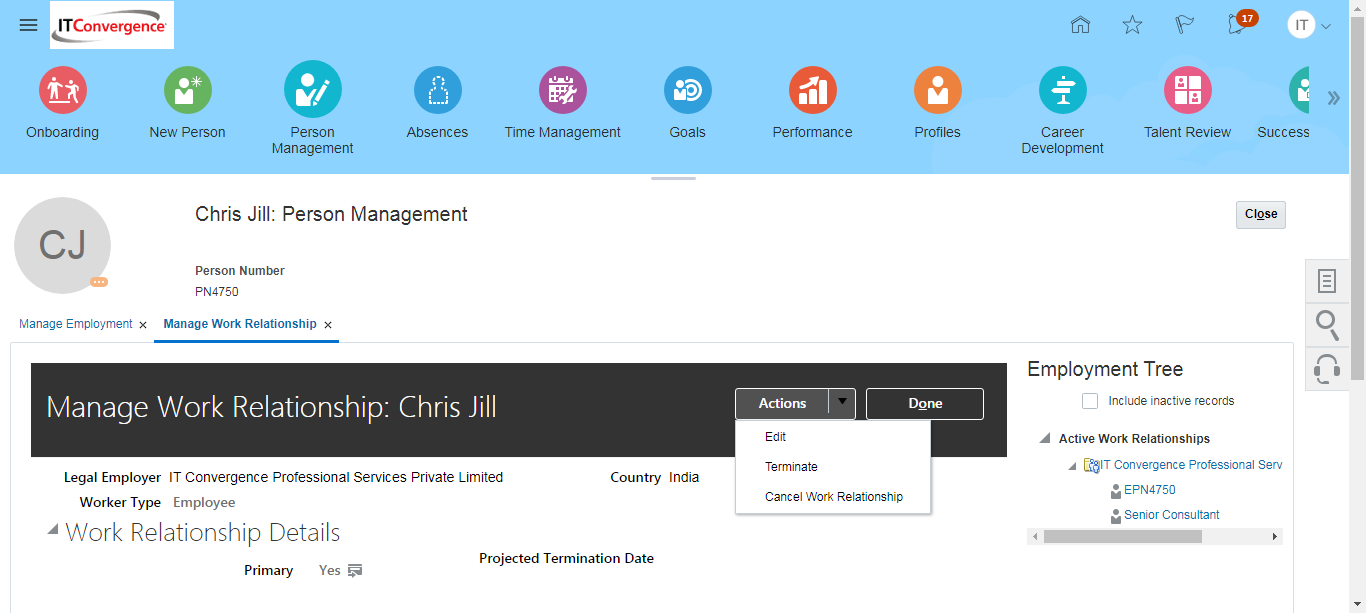 ITConvergence
17
IT
Onboarding
New Person
Person Management
Absences
Time Management
Goals
Performance
Profiles
Career Development
Talent Review
Success
Chris Jill: Person Management
Close
CJ
Person Number
PN4750
Manage Employment
Manage Work Relationship
Manage Work Relationship: Chris Jill
Actions
Done
Edit
Terminate
Cancel Work Relationship
Legal Employer IT Convergence Professional Services Private Limited
Country India
Worker Type Employee
Work Relationship Details
Projected Termination Date
Primary Yes
Employment Tree
Include inactive records
Active Work Relationships
IT Convergence Professional Serv
EPN4750
Senior Consultant